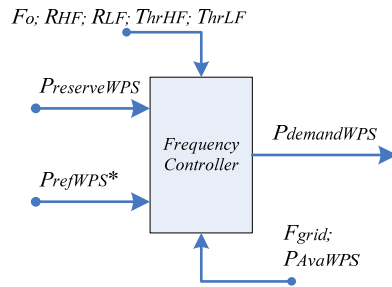 Fo; RHF; RLF; ThrHF; ThrLF
PreserveWPS
Frequency
Controller
PdemandWPS
PrefWPS*
Fgrid;
PAvaWPS